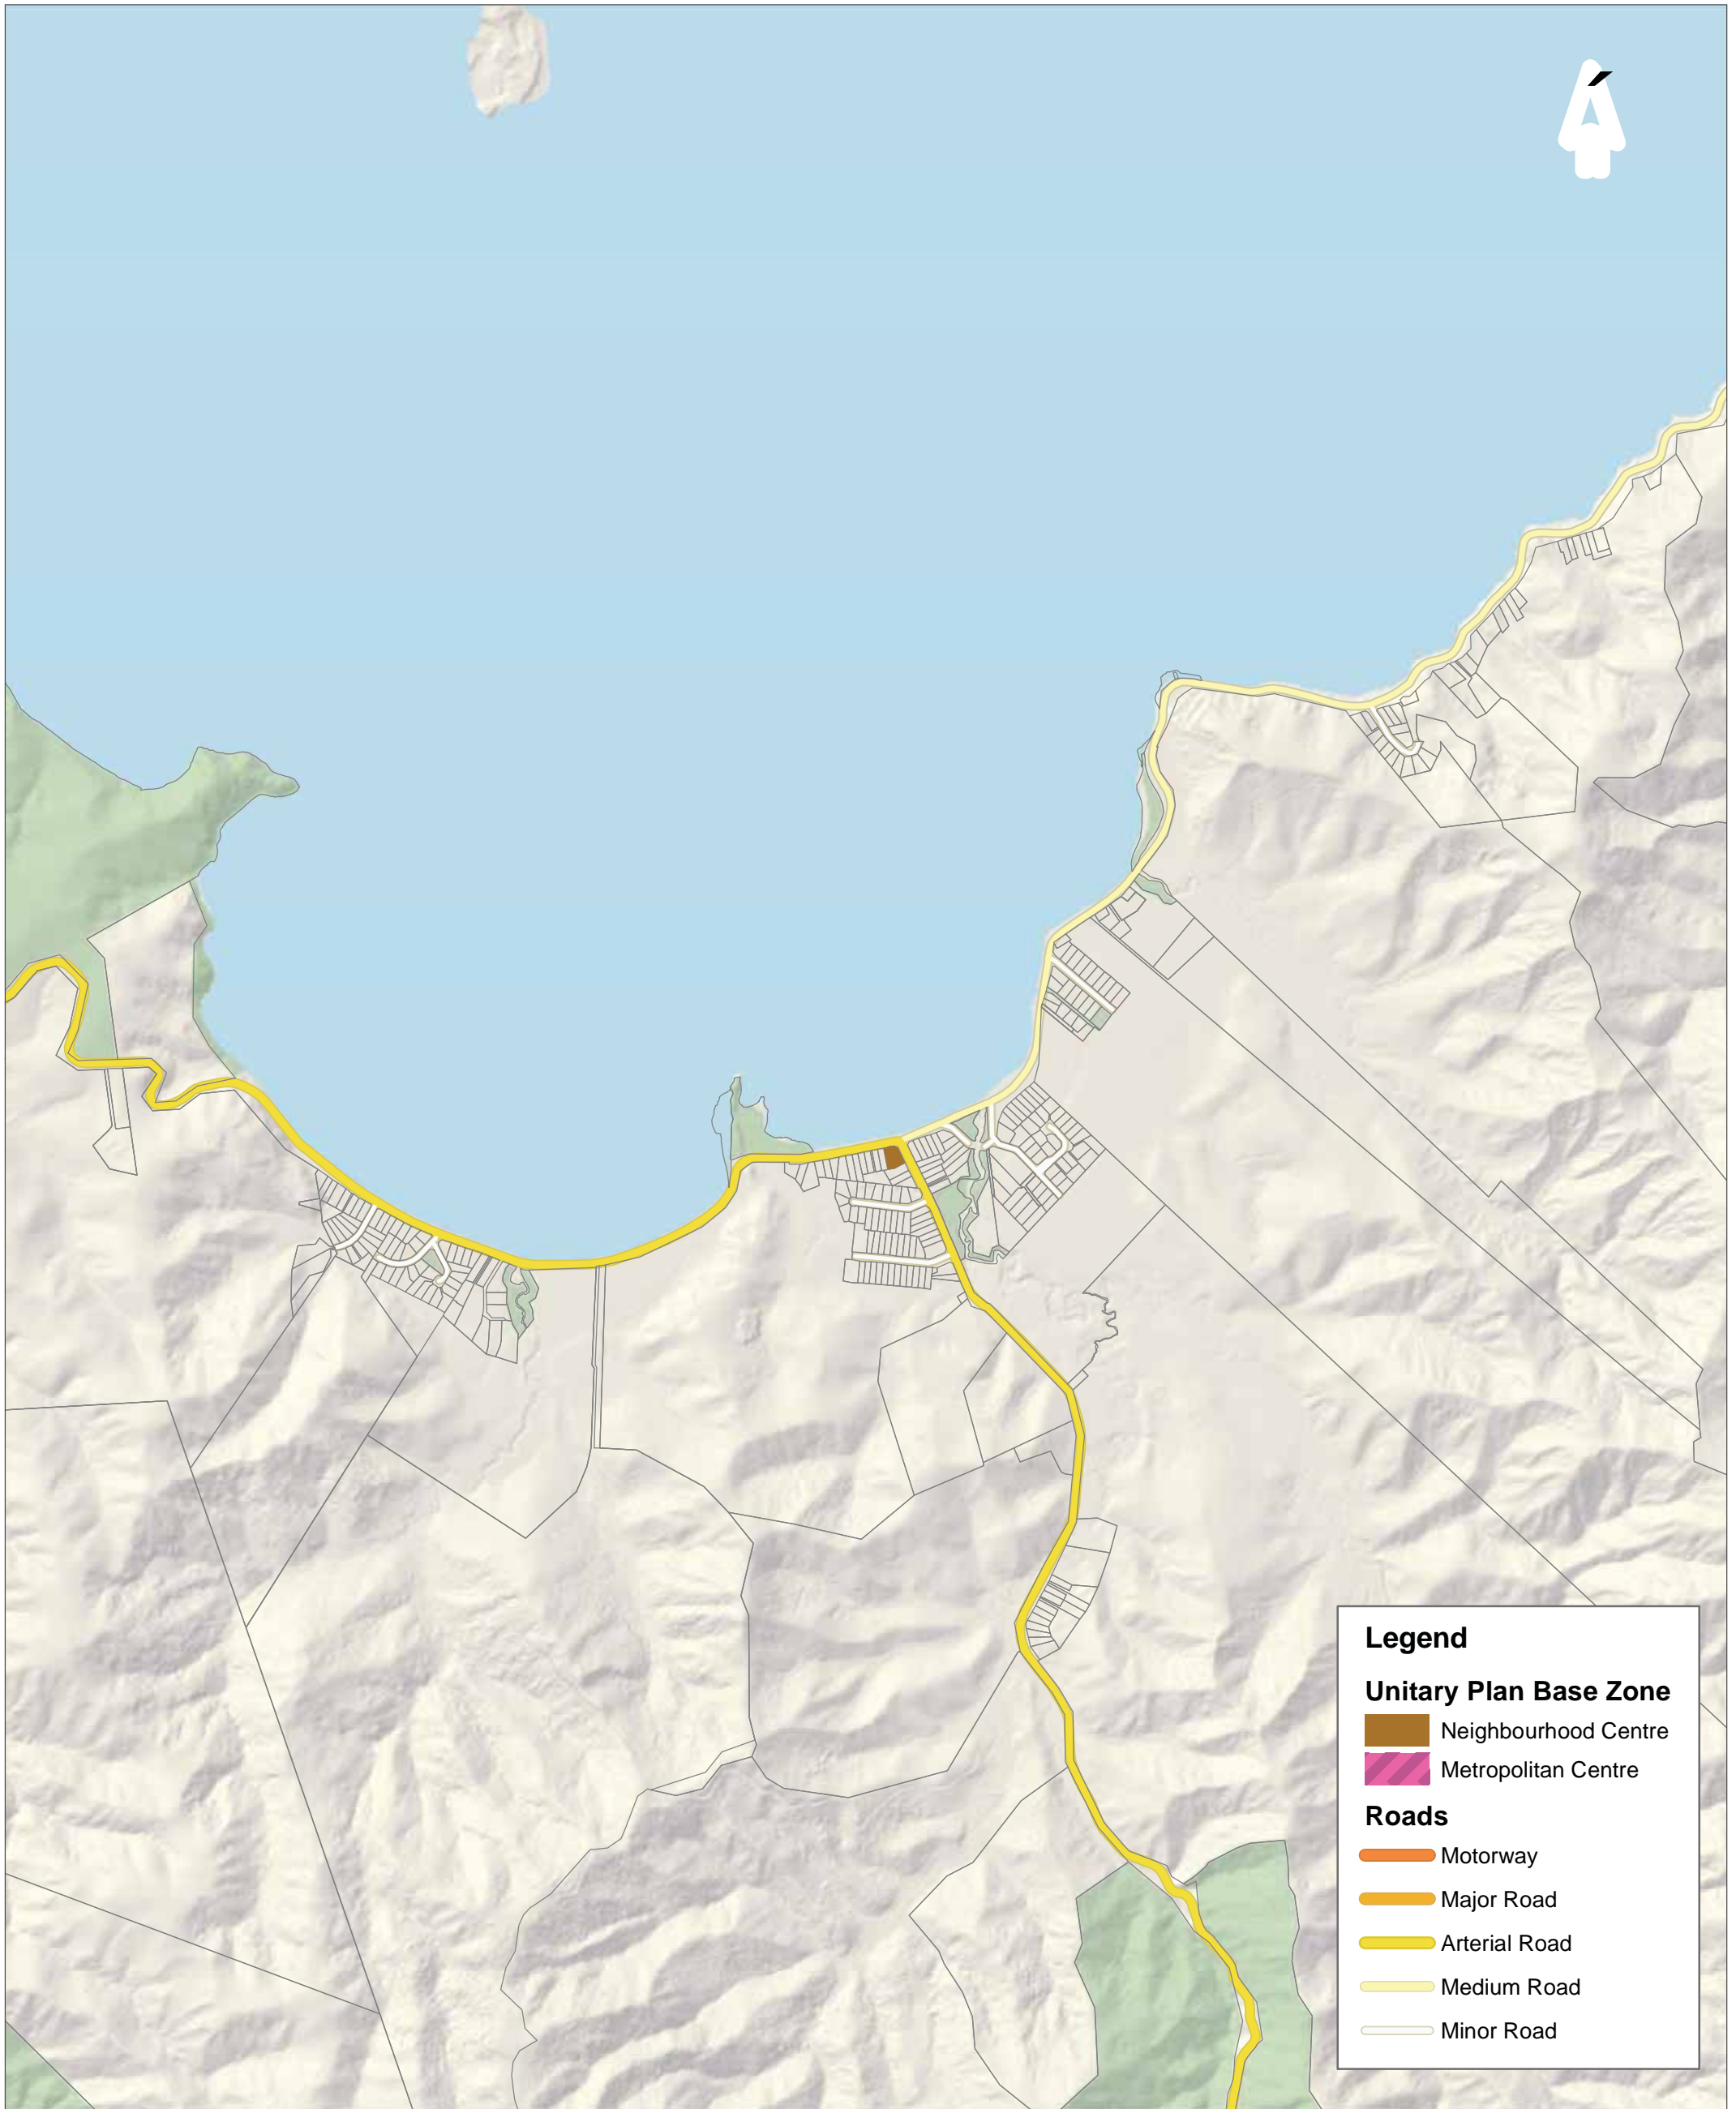 Legend
Unitary Plan Base Zone
Neighbourhood Centre
Metropolitan Centre
Roads
Motorway
Major Road
Arterial Road
Medium Road
Minor Road